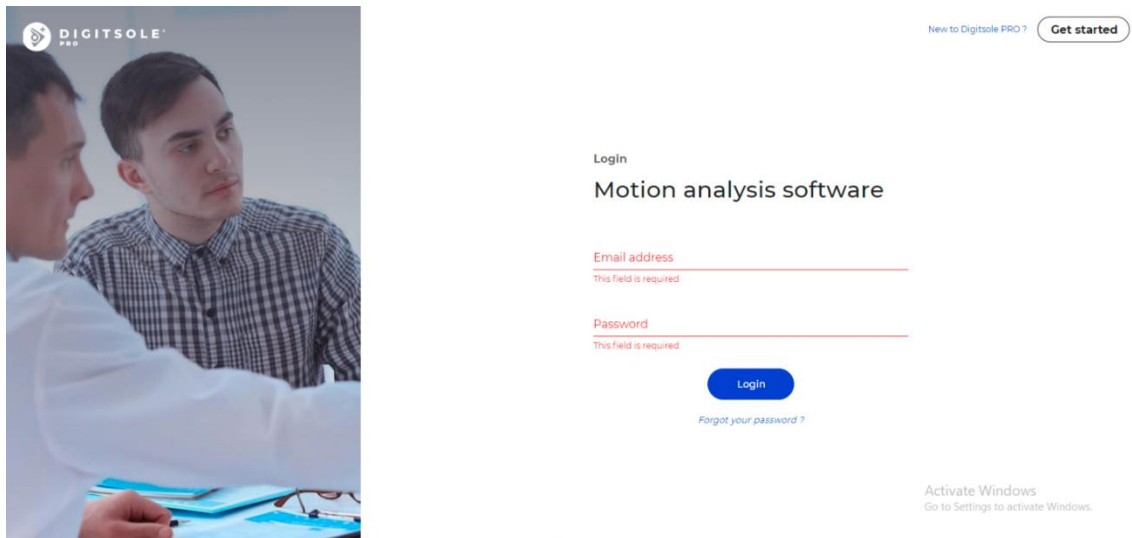 DIGITSOLE
PRO
New to Digitsole PRO ?
Get started
Login
Motion analysis software
Email address
This field is required
Password
This field is required
Login
Forgot your password ?
Activate Windows
Go to Settings to activate Windows.